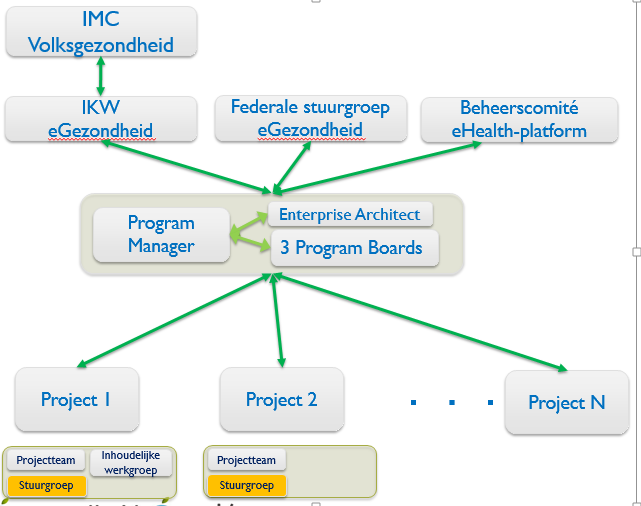 IMC
Volksgezondheid
IKW
eGezondheid
Federale stuurgroep
eGezondheid
Beheerscomité
eHealth-platform
Program
Manager
Enterprise Architect
3 Program Boards
Project 1
Project 2
. . .
Project N
Projectteam
Inhoudelijke
werkgroep
Stuurgroep
Projectteam
Stuurgroep